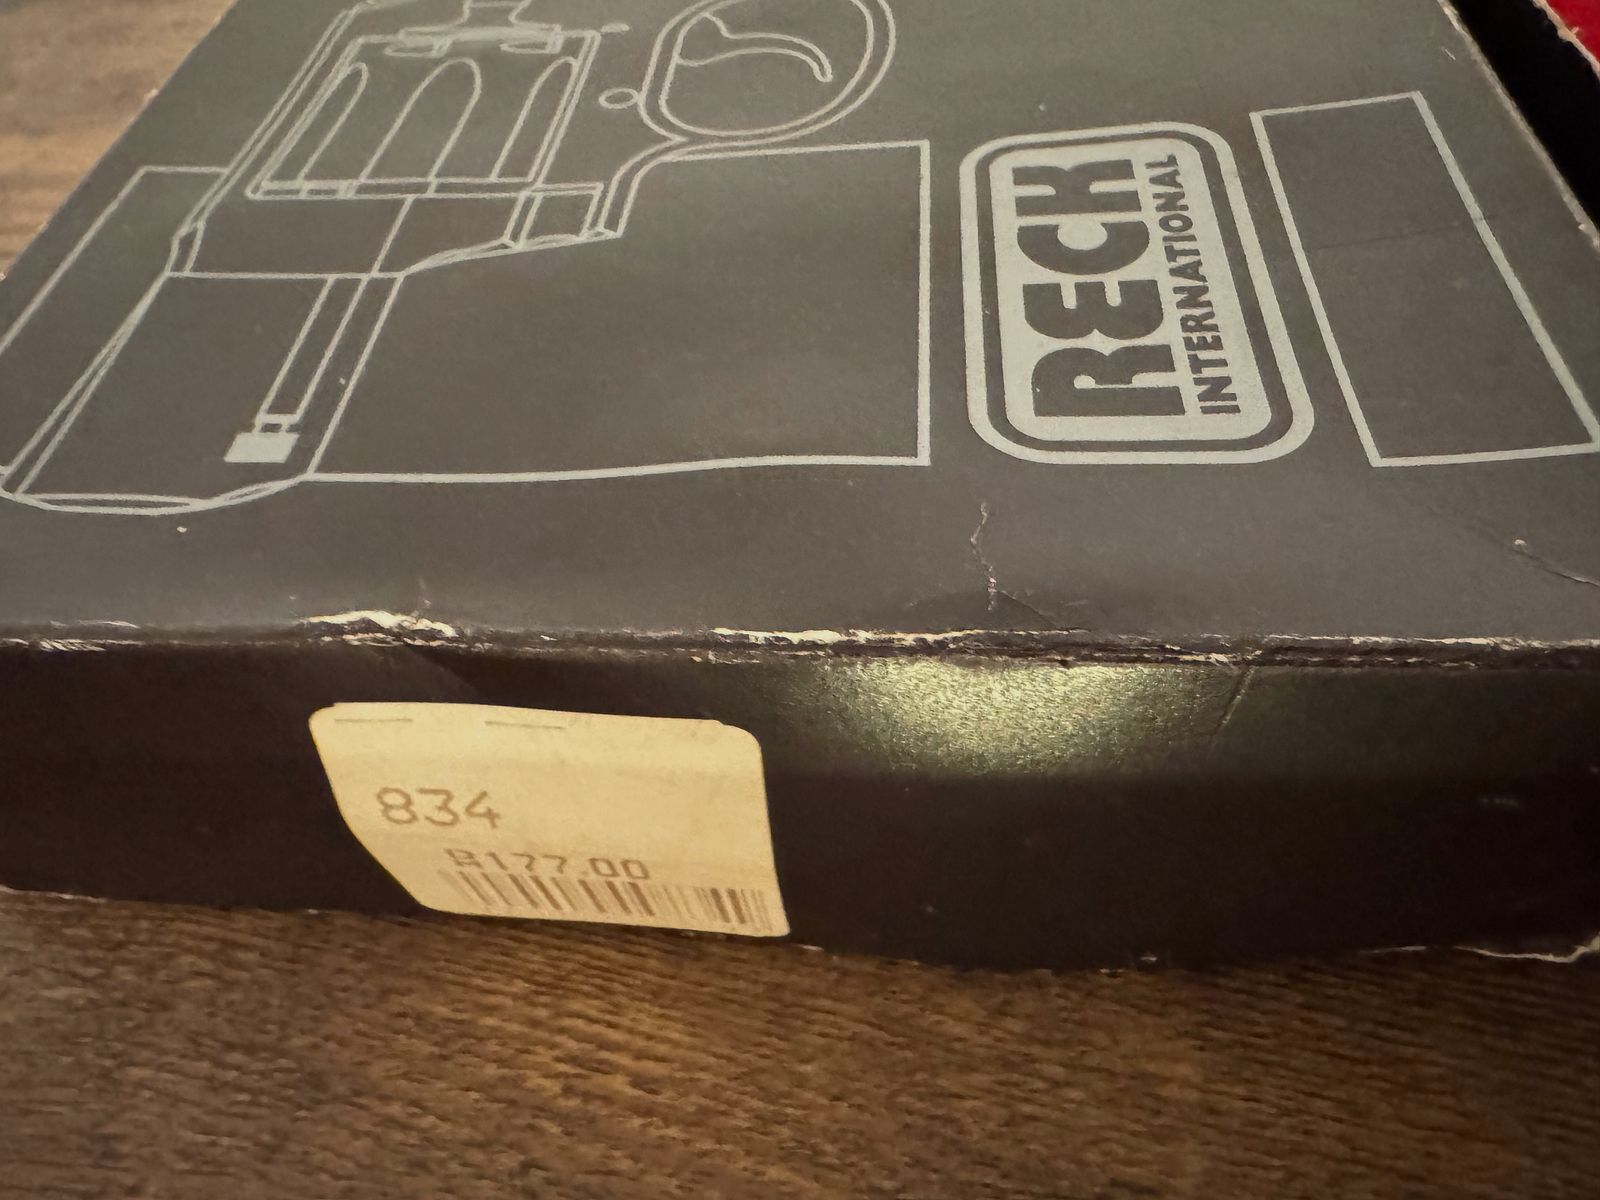 RECK
INTERNATIONAL
834
R177.00